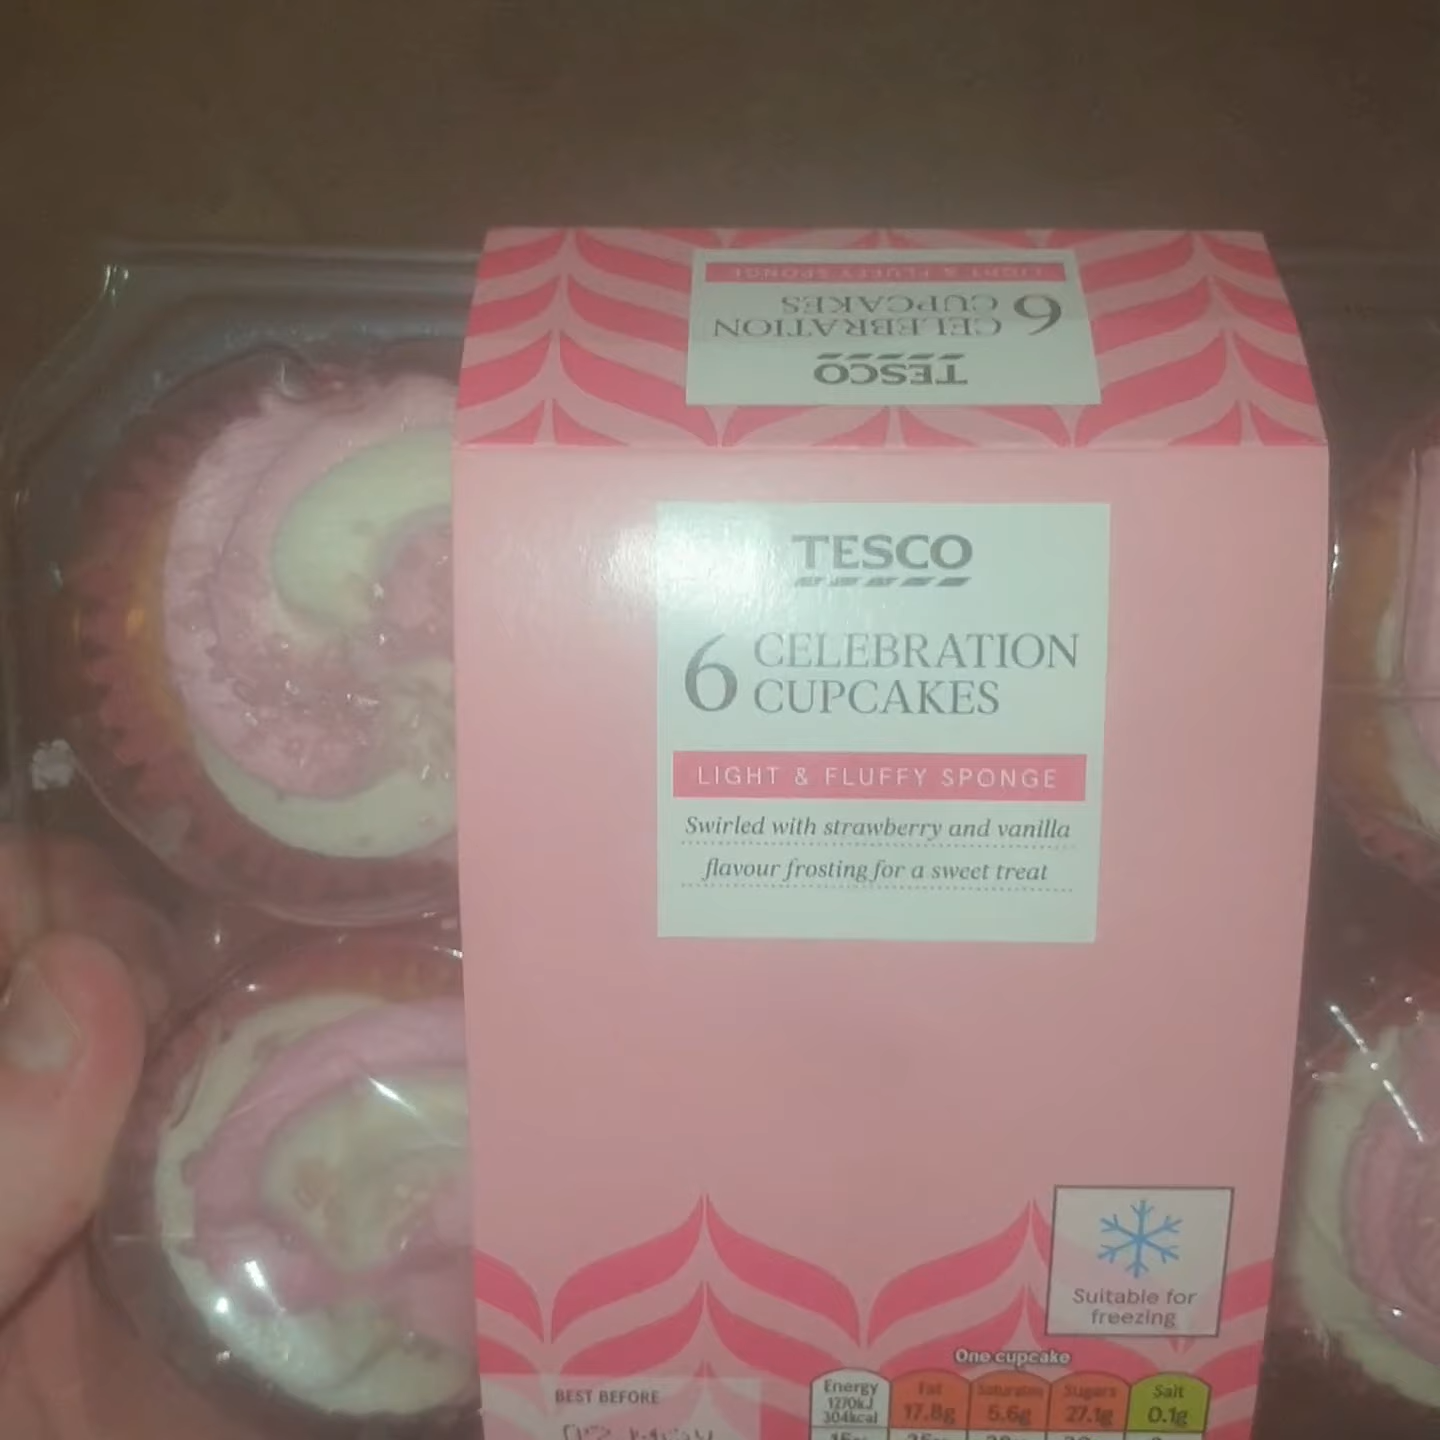 LIGHT & FLUFFY SPONGE
6 CELEBRATION
CUPCAKES
TESCO
TESCO
6 CELEBRATION
CUPCAKES
LIGHT & FLUFFY SPONGE
Swirled with strawberry and vanilla
flavour frosting for a sweet treat
Suitable for
freezing
One cupcake
BEST BEFORE
Energy Fat Saturates Sugars Salt
1270kJ
304kcal 17.8g 5.6g 27.1g 0.1g